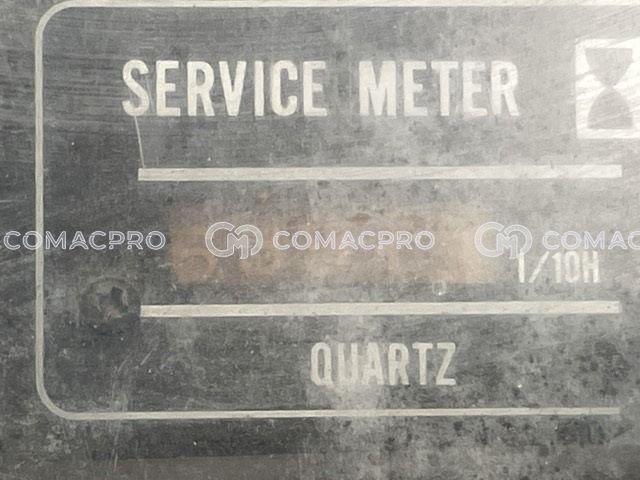 SERVICE METER
COMACPRO COMACPRO COMAC
1/10H
QUARTZ